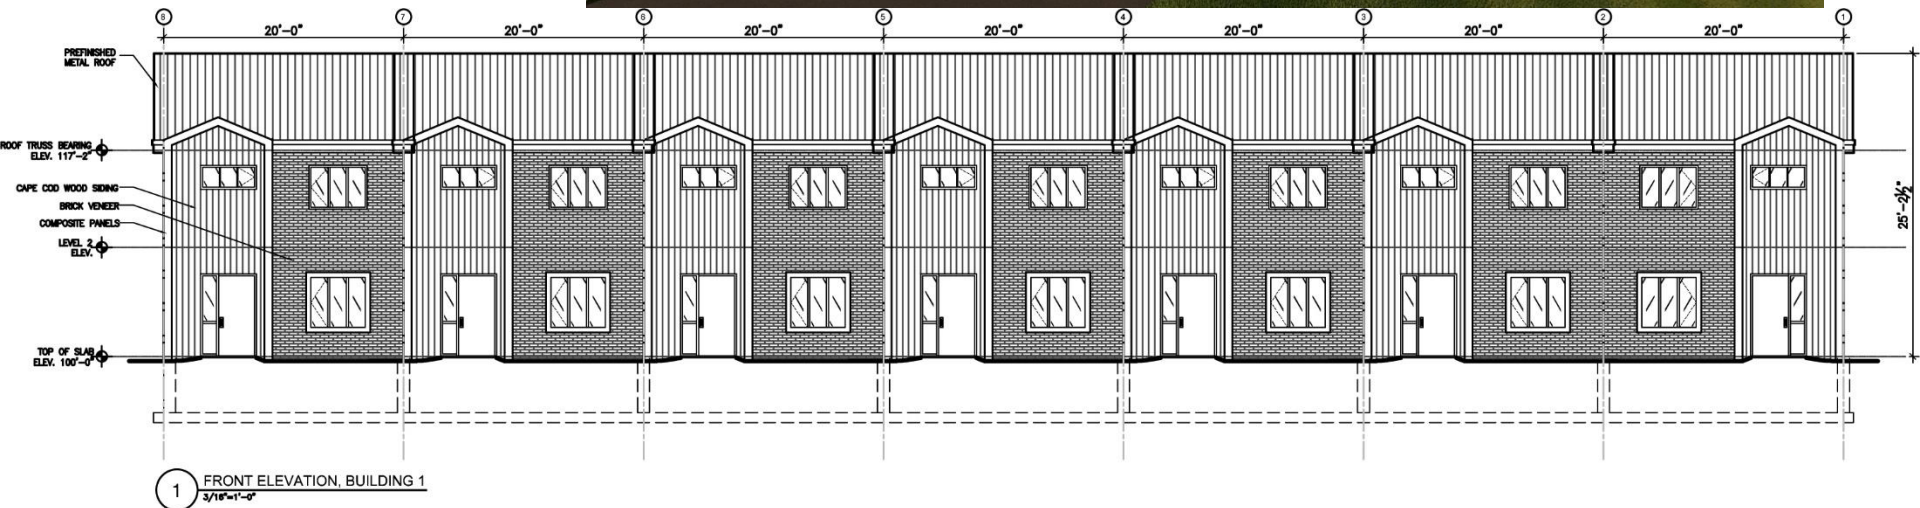 8 7 6 5 4 3 2 1
20'-0" 20'-0" 20'-0" 20'-0" 20'-0" 20'-0" 20'-0"
PREFINISHED
METAL ROOF
ROOF TRUSS BEARING
ELEV. 117'-2"
CAPE COD WOOD SIDING
BRICK VENEER
COMPOSITE PANELS
LEVEL 2
ELEV.
25'-2½"
TOP OF SLAB
ELEV. 100'-0"
1 FRONT ELEVATION, BUILDING 1
3/16"=1'-0"